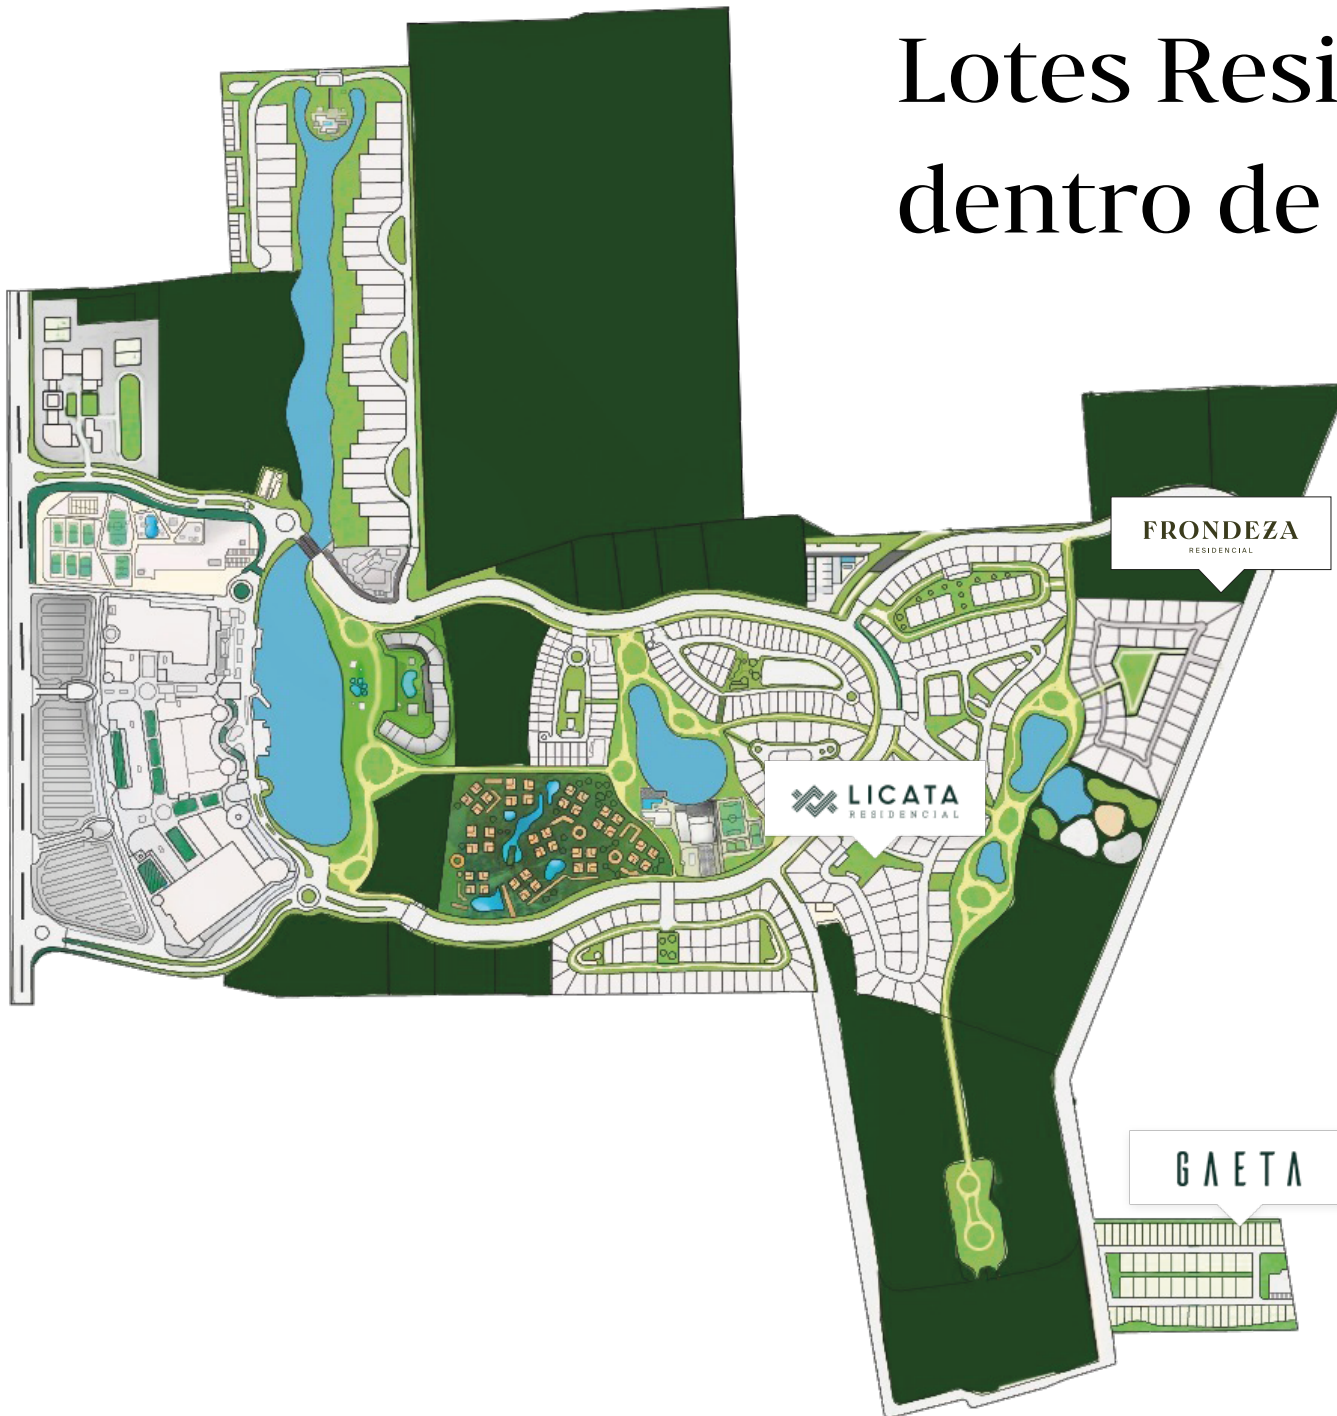 Lotes Resi
dentro de
FRONDEZA
RESIDENCIAL
LICATA
RESIDENCIAL
GAETA